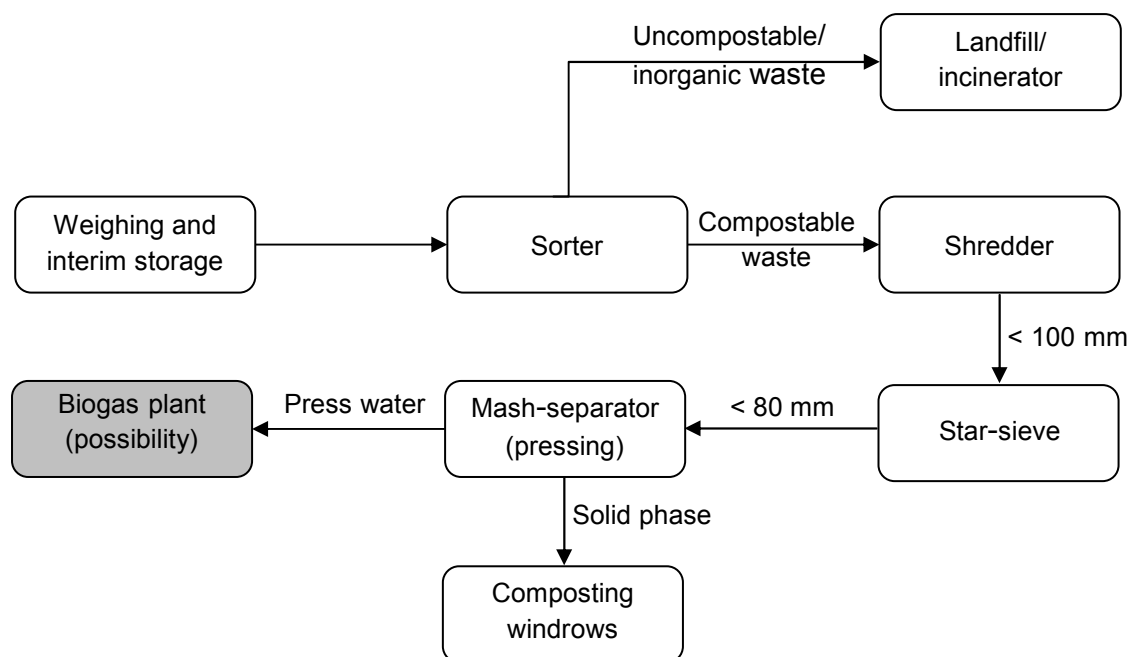 Uncompostable/
inorganic waste
Landfill/
incinerator
Weighing and
interim storage
Sorter
Compostable
waste
Shredder
< 100 mm
Biogas plant
(possibility)
Press water
Mash-separator
(pressing)
< 80 mm
Star-sieve
Solid phase
Composting
windrows